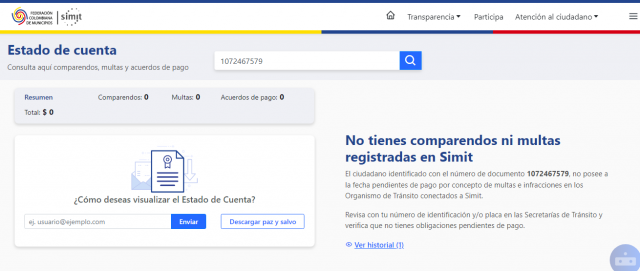 FEDERACIÓN
COLOMBIANA
DE MUNICIPIOS
simit
Transparencia
Participa
Atención al ciudadano
Estado de cuenta
Consulta aquí comparendos, multas y acuerdos de pago
1072467579
Resumen Comparendos: 0 Multas: 0 Acuerdos de pago: 0
Total: $ 0
¿Cómo deseas visualizar el Estado de Cuenta?
ej. usuario@ejemplo.com Enviar Descargar paz y salvo
No tienes comparendos ni multas
registradas en Simit
El ciudadano identificado con el número de documento 1072467579, no posee a
la fecha pendientes de pago por concepto de multas e infracciones en los
Organismo de Tránsito conectados a Simit.
Revisa con tu número de identificación y/o placa en las Secretarías de Tránsito y
verifica que no tienes obligaciones pendientes de pago.
Ver historial (1)